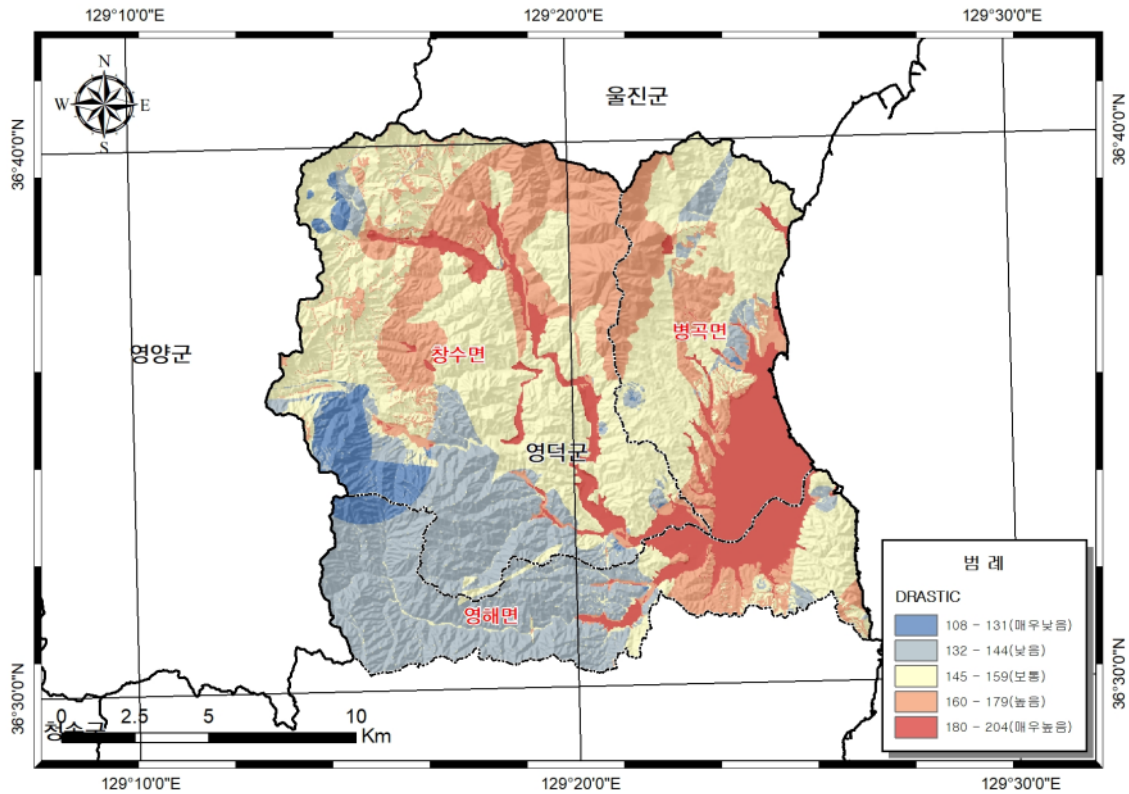 129°10'0"E 129°20'0"E 129°30'0"E
N
W E
S
울진군
36°40'0"N 36°40'0"N
영양군
병곡면
창수면
영덕군
영해면
범 례
DRASTIC
108 - 131(매우낮음)
132 - 144(낮음)
145 - 159(보통)
160 - 179(높음)
180 - 204(매우높음)
36°30'0"N 36°30'0"N
0 2.5 5 10
Km
청송군
129°10'0"E 129°20'0"E 129°30'0"E